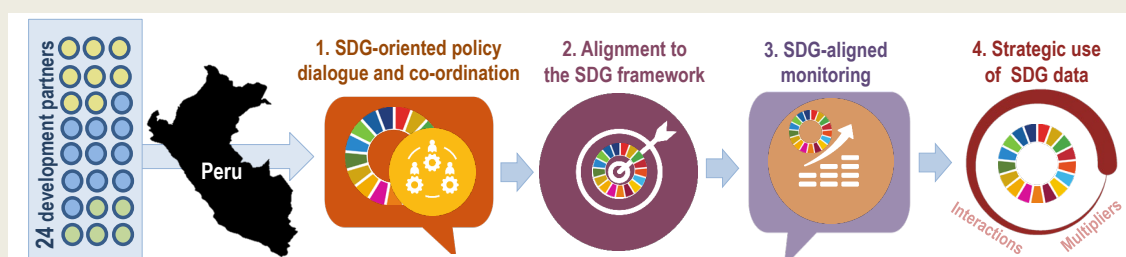 24 development partners
Peru
1. SDG-oriented policy
dialogue and co-ordination
2. Alignment to
the SDG framework
3. SDG-aligned
monitoring
4. Strategic use
of SDG data
Interactions
Multipliers